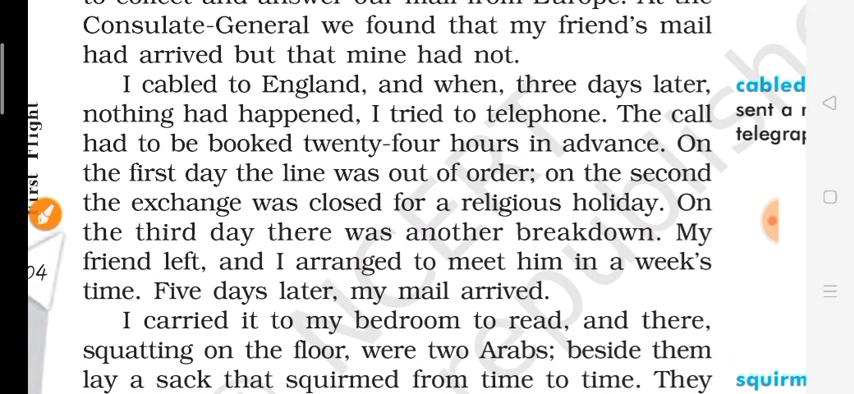 Consulate-General we found that my friend's mail
had arrived but that mine had not.
I cabled to England, and when, three days later,
nothing had happened, I tried to telephone. The call
had to be booked twenty-four hours in advance. On
the first day the line was out of order; on the second
the exchange was closed for a religious holiday. On
the third day there was another breakdown. My
friend left, and I arranged to meet him in a week's
time. Five days later, my mail arrived.
I carried it to my bedroom to read, and there,
squatting on the floor, were two Arabs; beside them
lay a sack that squirmed from time to time. They
cabled
sent a
squirm
Flight
04
NCERT
republishe